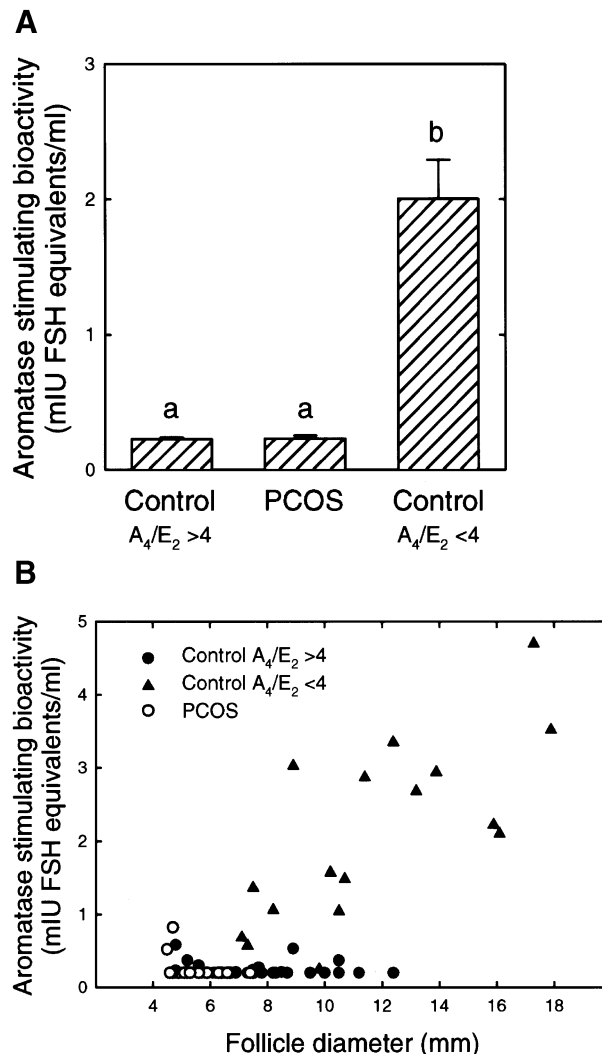 A
Aromatase stimulating bioactivity
(mIU FSH equivalents/ml)
3
2
1
0
a
a
b
Control
A4/E2 >4
PCOS
Control
A4/E2 <4
B
Aromatase stimulating bioactivity
(mIU FSH equivalents/ml)
5
4
3
2
1
0
Control A4/E2 >4
Control A4/E2 <4
PCOS
4 6 8 10 12 14 16 18
Follicle diameter (mm)